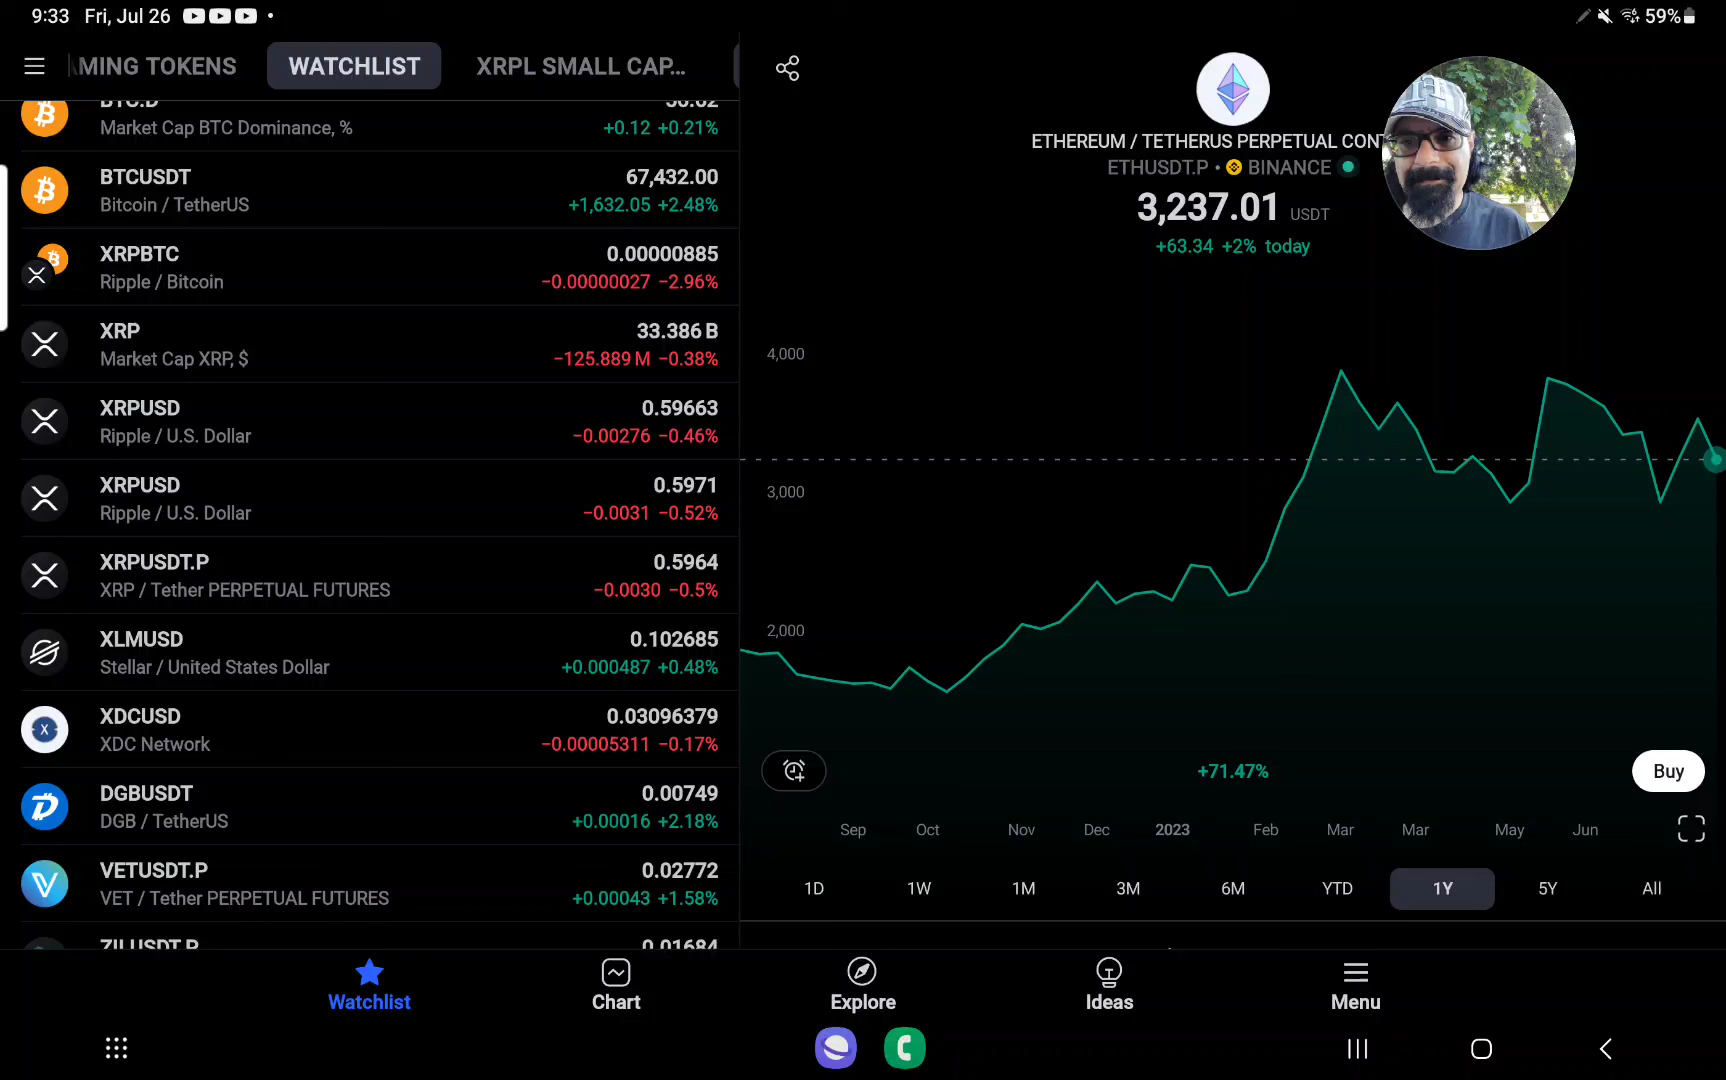 9:33 Fri, Jul 26
59%
AMING TOKENS WATCHLIST XRPL SMALL CAP…
BTC.D 56.62
Market Cap BTC Dominance, % +0.12 +0.21%
BTCUSDT 67,432.00
Bitcoin / TetherUS +1,632.05 +2.48%
XRPBTC 0.00000885
Ripple / Bitcoin −0.00000027 −2.96%
XRP 33.386 B
Market Cap XRP, $ −125.889 M −0.38%
XRPUSD 0.59663
Ripple / U.S. Dollar −0.00276 −0.46%
XRPUSD 0.5971
Ripple / U.S. Dollar −0.0031 −0.52%
XRPUSDT.P 0.5964
XRP / Tether PERPETUAL FUTURES −0.0030 −0.5%
XLMUSD 0.102685
Stellar / United States Dollar +0.000487 +0.48%
XDCUSD 0.03096379
XDC Network −0.00005311 −0.17%
DGBUSDT 0.00749
DGB / TetherUS +0.00016 +2.18%
VETUSDT.P 0.02772
VET / Tether PERPETUAL FUTURES +0.00043 +1.58%
ZILUSDT.P 0.01684
ETHEREUM / TETHERUS PERPETUAL CONT
ETHUSDT.P • BINANCE
3,237.01 USDT
+63.34 +2% today
4,000
3,000
2,000
+71.47%
Buy
Sep Oct Nov Dec 2023 Feb Mar Mar May Jun
1D 1W 1M 3M 6M YTD 1Y 5Y All
Watchlist Chart Explore Ideas Menu